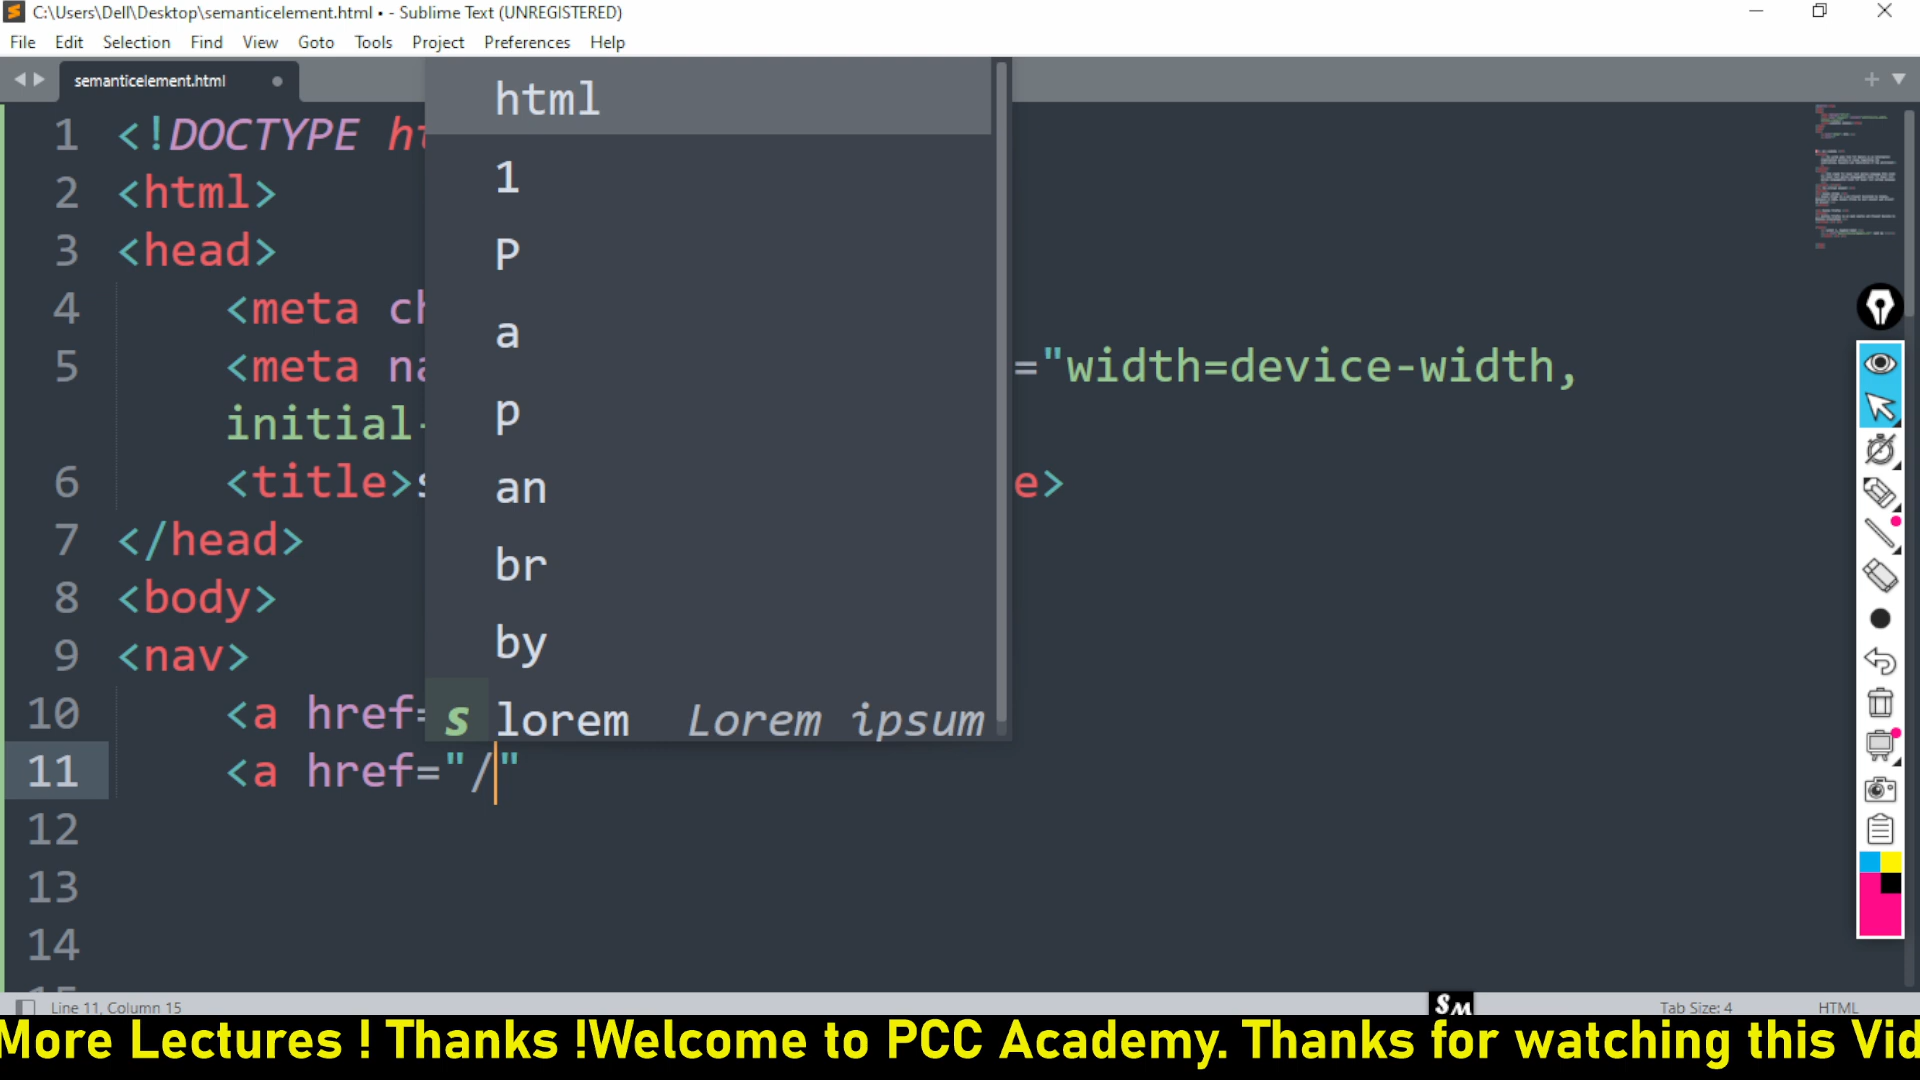 C:\Users\Dell\Desktop\semanticelement.html • - Sublime Text (UNREGISTERED)
File Edit Selection Find View Goto Tools Project Preferences Help
semanticelement.html
html
1 <!DOCTYPE ht
1
2 <html>
P
3 <head>
4 <meta ch
a
5 <meta na ="width=device-width,
p
initial-
6 <title>s e>
an
7 </head>
br
8 <body>
by
9 <nav>
10 <a href=
s lorem Lorem ipsum
11 <a href="/"
12
13
14
Line 11, Column 15
SM
Tab Size: 4
HTML
More Lectures ! Thanks !Welcome to PCC Academy. Thanks for watching this Vid